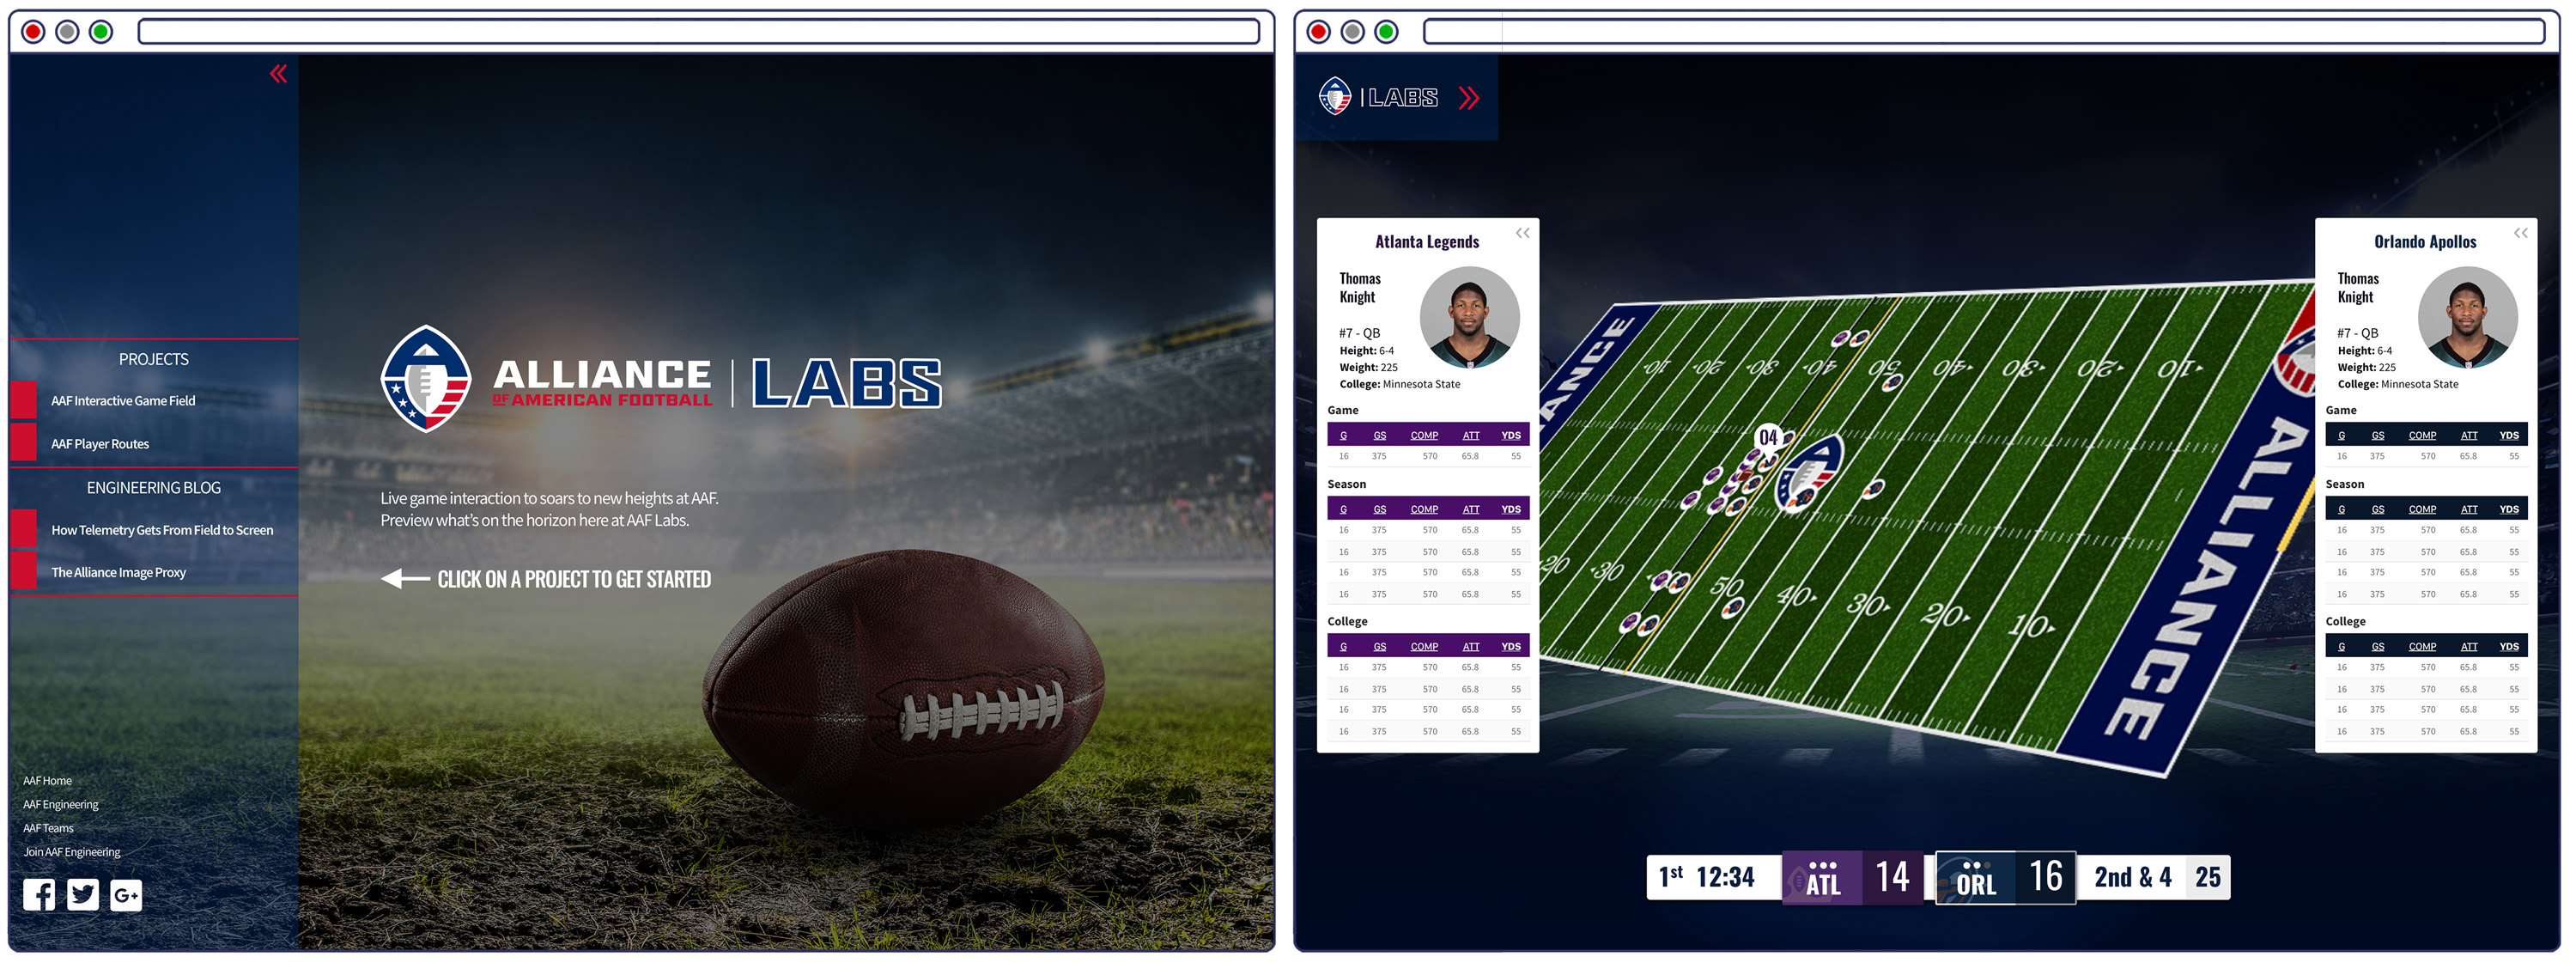 PROJECTS
AAF Interactive Game Field
AAF Player Routes
ENGINEERING BLOG
How Telemetry Gets From Field to Screen
The Alliance Image Proxy
AAF Home
AAF Engineering
AAF Teams
Join AAF Engineering
G+
ALLIANCE
OF AMERICAN FOOTBALL
LABS
Live game interaction to soars to new heights at AAF.
Preview what's on the horizon here at AAF Labs.
CLICK ON A PROJECT TO GET STARTED
LABS
Atlanta Legends
Thomas
Knight
#7 - QB
Height: 6-4
Weight: 225
College: Minnesota State
Game
G GS COMP ATT YDS
16 375 570 65.8 55
Season
G GS COMP ATT YDS
16 375 570 65.8 55
16 375 570 65.8 55
16 375 570 65.8 55
16 375 570 65.8 55
College
G GS COMP ATT YDS
16 375 570 65.8 55
16 375 570 65.8 55
16 375 570 65.8 55
16 375 570 65.8 55
IANCE
10 20 30 40 50 40 30 20 10
04
20 30 50 40 30 20 10
ALLIANCE
Orlando Apollos
Thomas
Knight
#7 - QB
Height: 6-4
Weight: 225
College: Minnesota State
Game
G GS COMP ATT YDS
16 375 570 65.8 55
Season
G GS COMP ATT YDS
16 375 570 65.8 55
16 375 570 65.8 55
16 375 570 65.8 55
16 375 570 65.8 55
College
G GS COMP ATT YDS
16 375 570 65.8 55
16 375 570 65.8 55
16 375 570 65.8 55
16 375 570 65.8 55
1st 12:34 ATL 14 ORL 16 2nd & 4 25